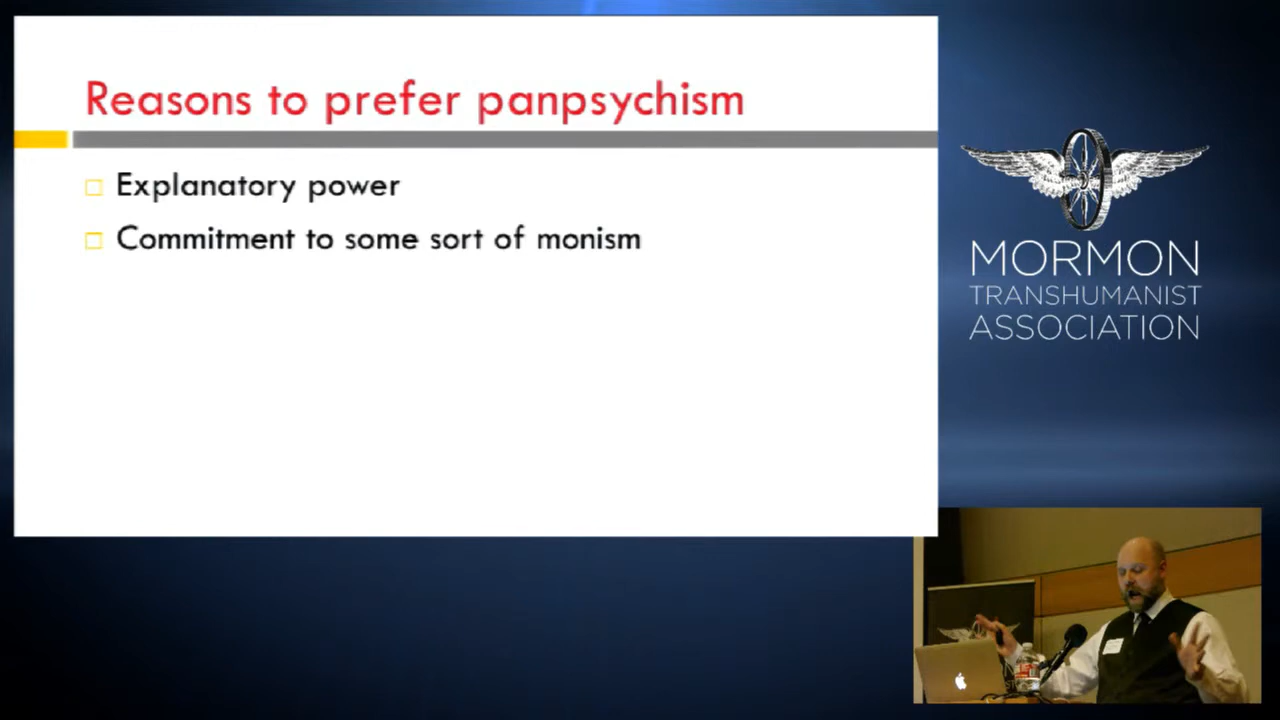 Reasons to prefer panpsychism
Explanatory power
Commitment to some sort of monism
MORMON
TRANSHUMANIST
ASSOCIATION